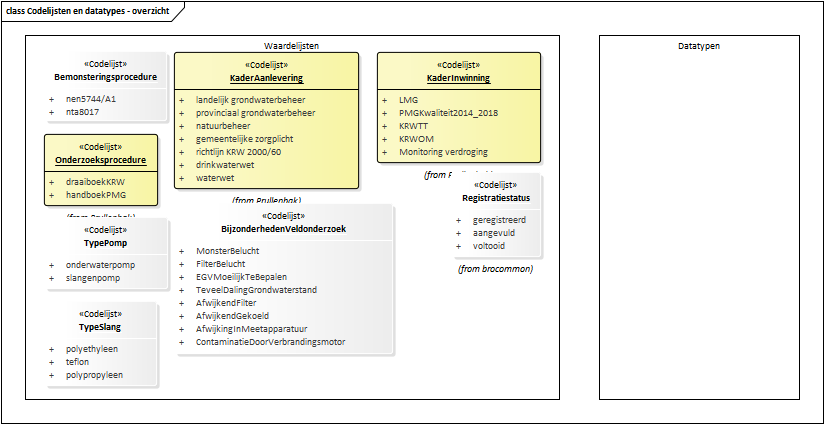 class Codelijsten en datatypes - overzicht
Waardelijsten
«Codelijst»
Bemonsteringsprocedure
+ nen5744/A1
+ nta8017
«Codelijst»
KaderAanlevering
+ landelijk grondwaterbeheer
+ provinciaal grondwaterbeheer
+ natuurbeheer
+ gemeentelijke zorgplicht
+ richtlijn KRW 2000/60
+ drinkwaterwet
+ waterwet
(from Prullenbak)
«Codelijst»
KaderInwinning
+ LMG
+ PMGKwaliteit2014_2018
+ KRWTT
+ KRWOM
+ Monitoring verdroging
(from
«Codelijst»
Onderzoeksprocedure
+ draaiboekKRW
+ handboekPMG
(from Prullenbak)
«Codelijst»
Registratiestatus
+ geregistreerd
+ aangevuld
+ voltooid
(from brocommon)
«Codelijst»
TypePomp
+ onderwaterpomp
+ slangenpomp
«Codelijst»
BijzonderhedenVeldonderzoek
+ MonsterBelucht
+ FilterBelucht
+ EGVMoeilijkTeBepalen
+ TeveelDalingGrondwaterstand
+ AfwijkendFilter
+ AfwijkendGekoeld
+ AfwijkingInMeetapparatuur
+ ContaminatieDoorVerbrandingsmotor
«Codelijst»
TypeSlang
+ polyethyleen
+ teflon
+ polypropyleen
Datatypen